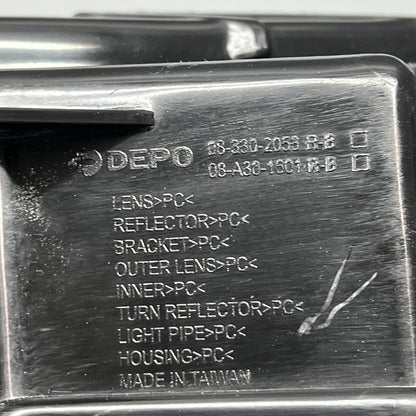 DEPO 08-330-2059 R-B
08-A30-1601 R-B
LENS>PC<
REFLECTOR>PC<
BRACKET>PC<
OUTER LENS>PC<
INNER>PC<
TURN REFLECTOR>PC<
LIGHT PIPE>PC<
HOUSING>PC<
MADE IN TAIWAN